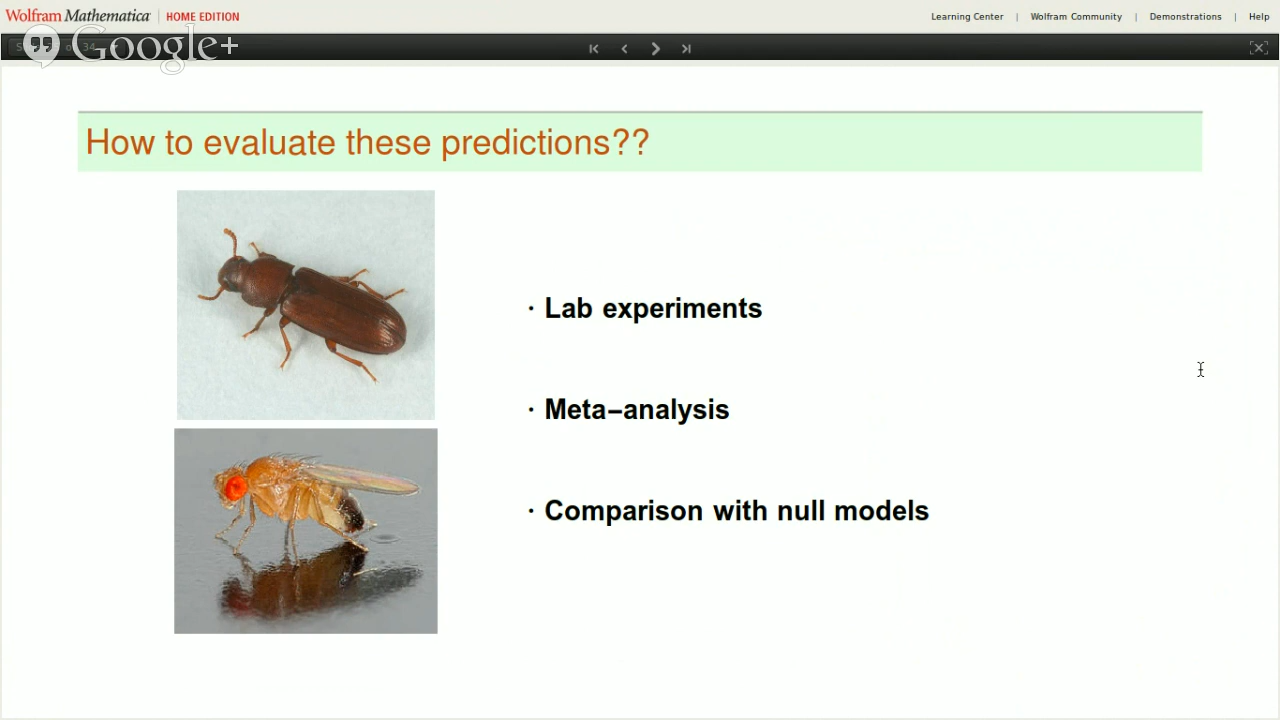 Wolfram Mathematica | HOME EDITION
Learning Center | Wolfram Community | Demonstrations | Help
Google+
34
How to evaluate these predictions??
· Lab experiments
· Meta–analysis
· Comparison with null models